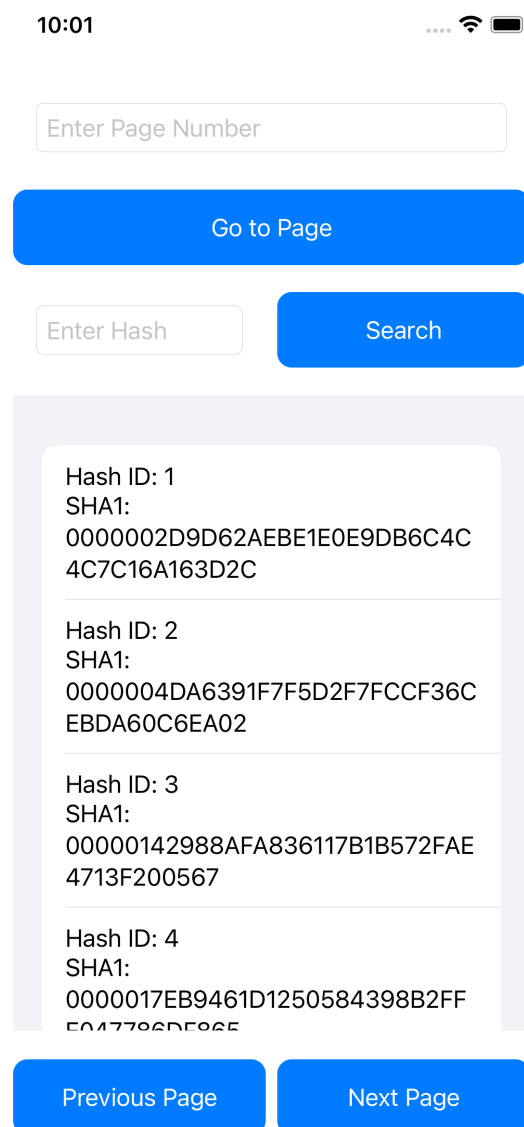 10:01
Enter Page Number
Go to Page
Enter Hash
Search
Hash ID: 1
SHA1:
0000002D9D62AEBE1E0E9DB6C4C
4C7C16A163D2C
Hash ID: 2
SHA1:
0000004DA6391F7F5D2F7FCCF36C
EBDA60C6EA02
Hash ID: 3
SHA1:
00000142988AFA836117B1B572FAE
4713F200567
Hash ID: 4
SHA1:
0000017EB9461D1250584398B2FF
Previous Page
Next Page